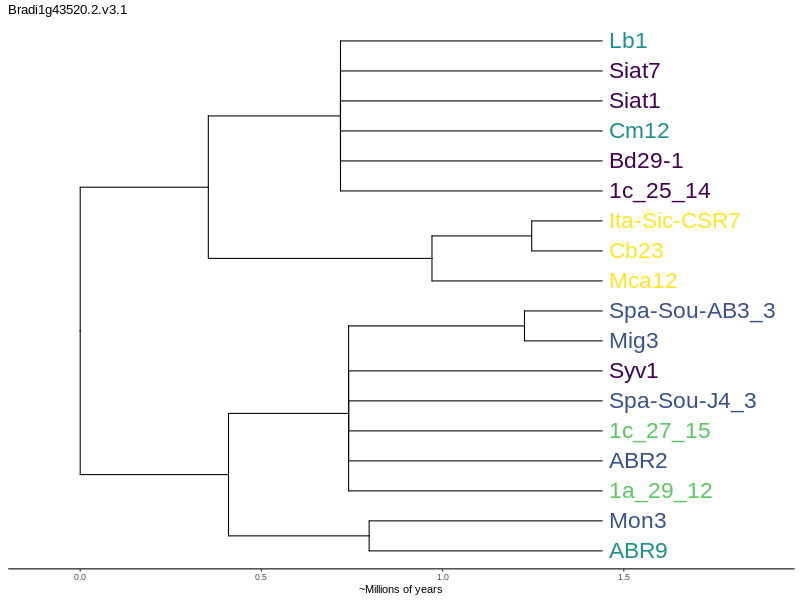 Bradi1g43520.2.v3.1
Lb1
Siat7
Siat1
Cm12
Bd29-1
1c_25_14
Ita-Sic-CSR7
Cb23
Mca12
Spa-Sou-AB3_3
Mig3
Syv1
Spa-Sou-J4_3
1c_27_15
ABR2
1a_29_12
Mon3
ABR9
0.0 0.5 1.0 1.5
~Millions of years